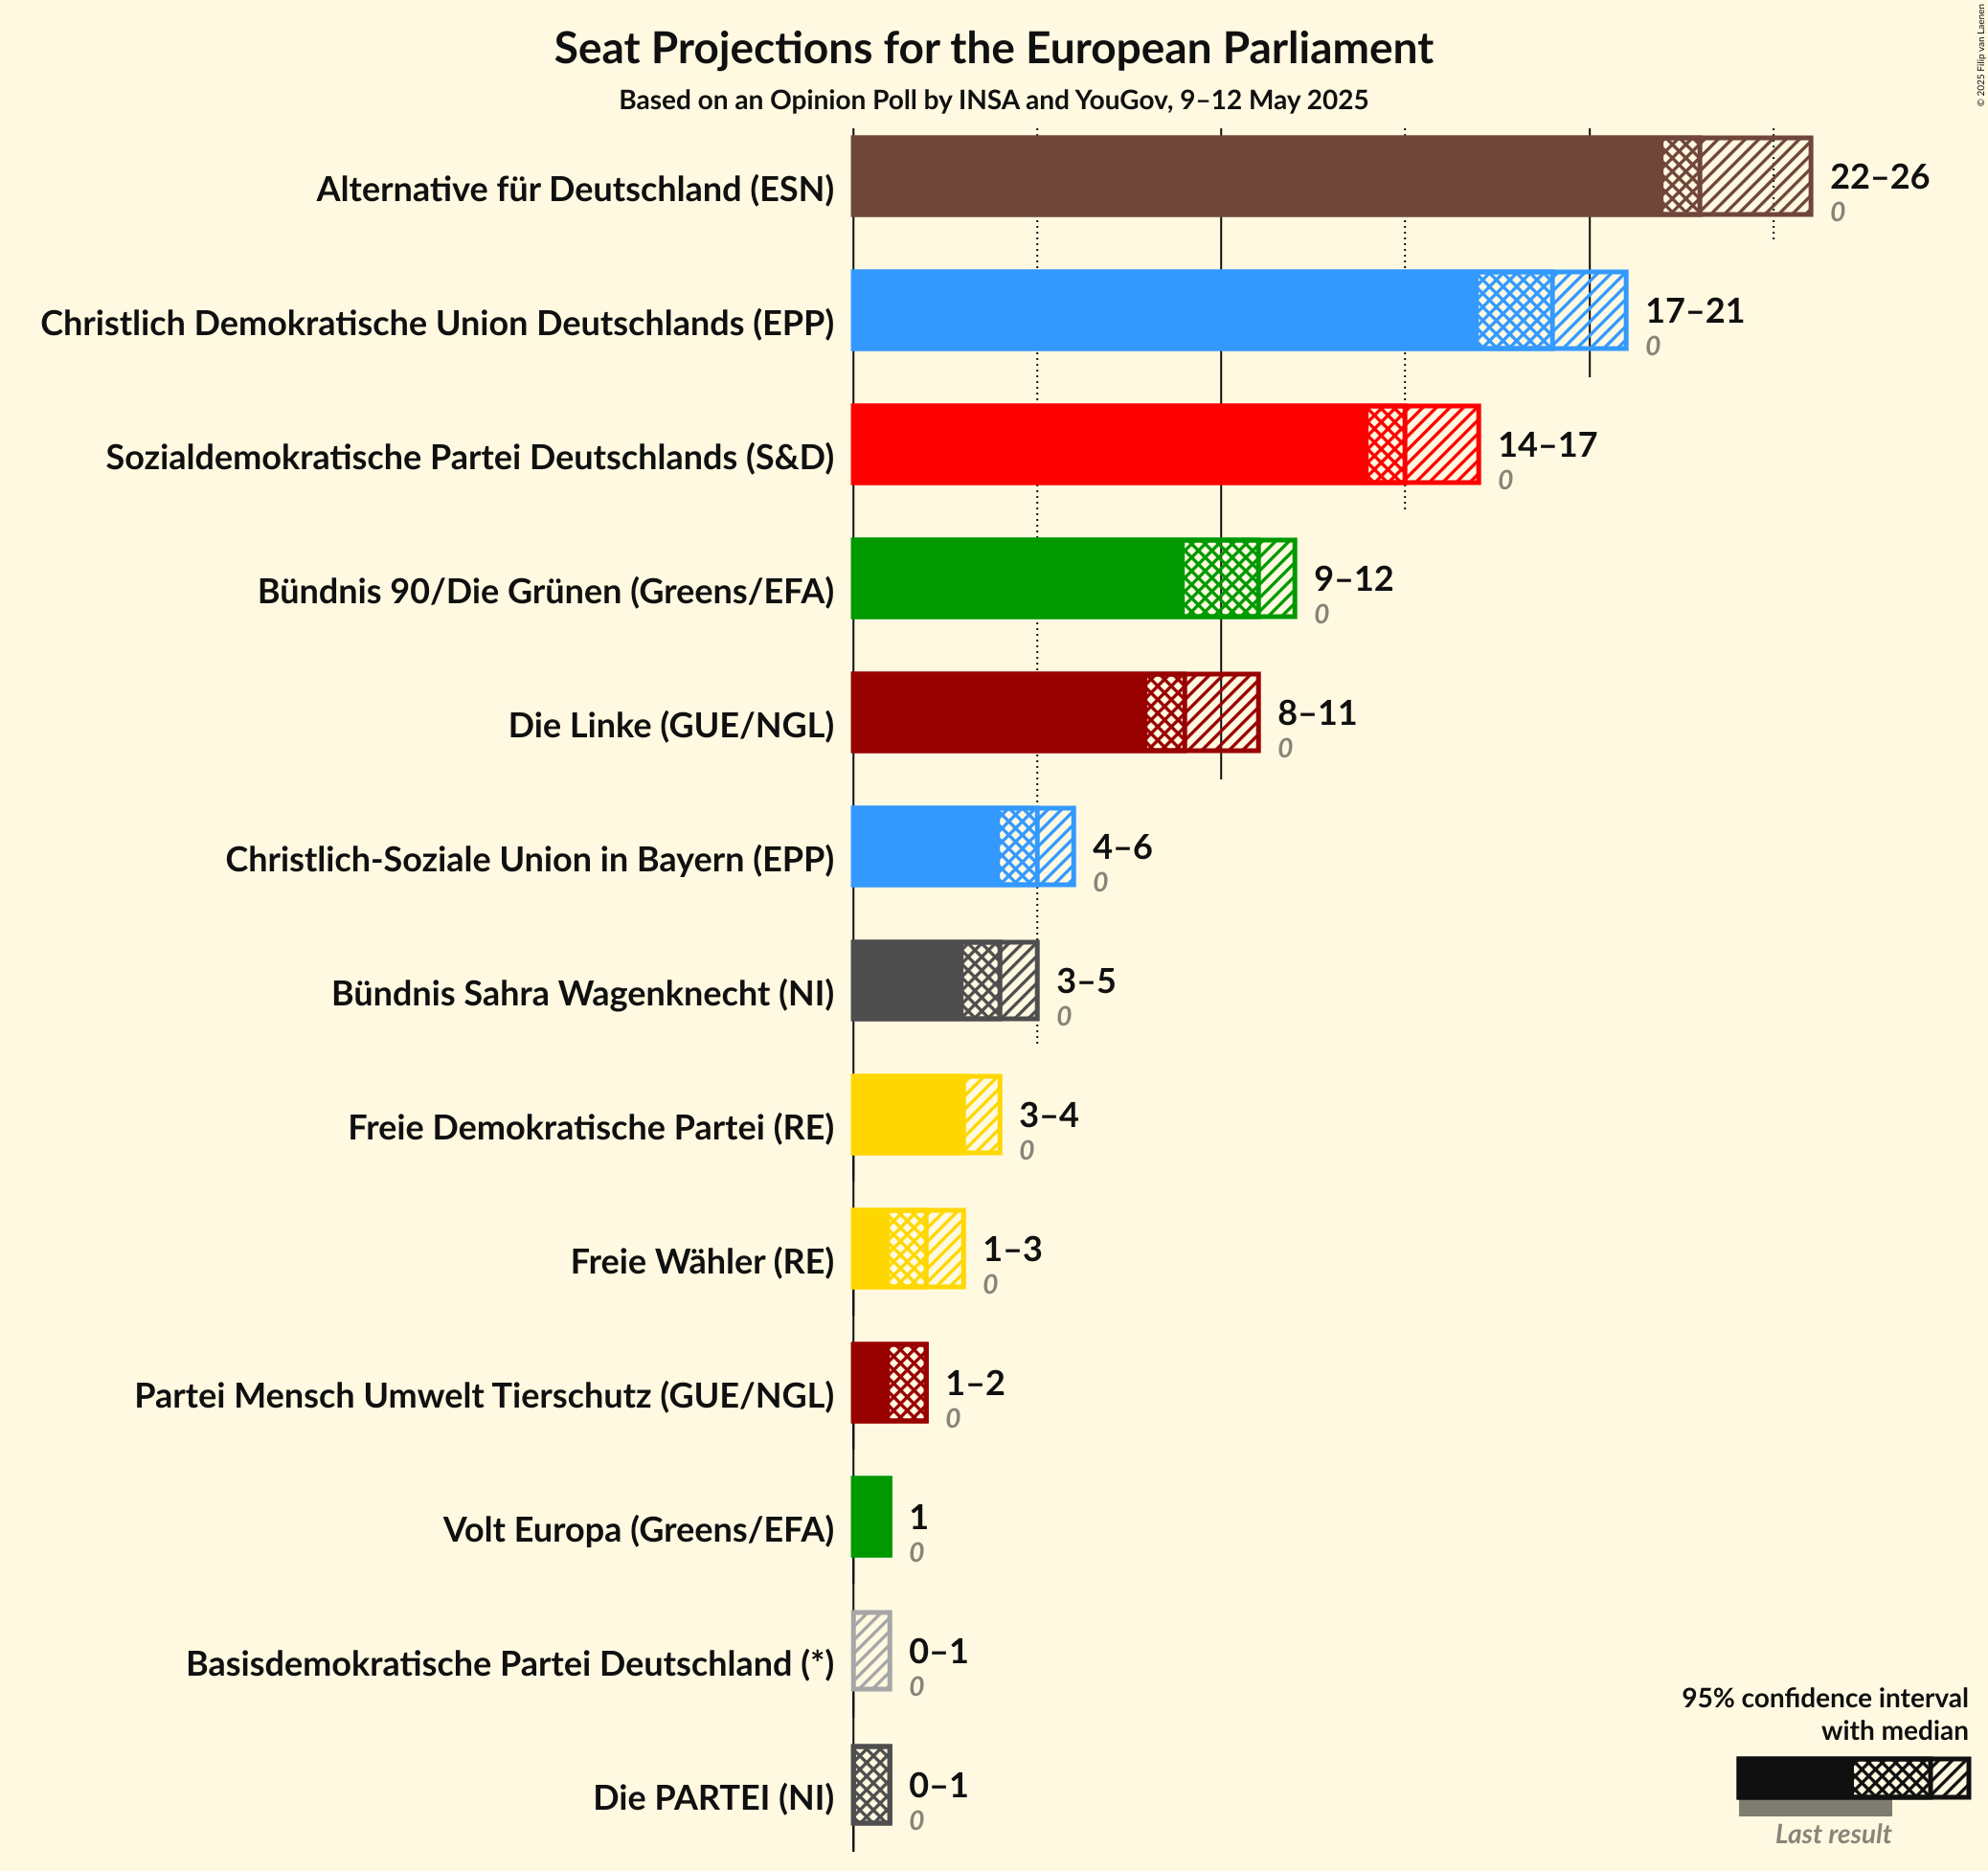 Seat Projections for the European Parliament
Based on an Opinion Poll by INSA and YouGov, 9–12 May 2025
© 2025 Filip van Laenen
Alternative für Deutschland (ESN)
22–26
0
Christlich Demokratische Union Deutschlands (EPP)
17–21
0
Sozialdemokratische Partei Deutschlands (S&D)
14–17
0
Bündnis 90/Die Grünen (Greens/EFA)
9–12
0
Die Linke (GUE/NGL)
8–11
0
Christlich-Soziale Union in Bayern (EPP)
4–6
0
Bündnis Sahra Wagenknecht (NI)
3–5
0
Freie Demokratische Partei (RE)
3–4
0
Freie Wähler (RE)
1–3
0
Partei Mensch Umwelt Tierschutz (GUE/NGL)
1–2
0
Volt Europa (Greens/EFA)
1
0
Basisdemokratische Partei Deutschland (*)
0–1
0
Die PARTEI (NI)
0–1
0
95% confidence interval
with median
Last result